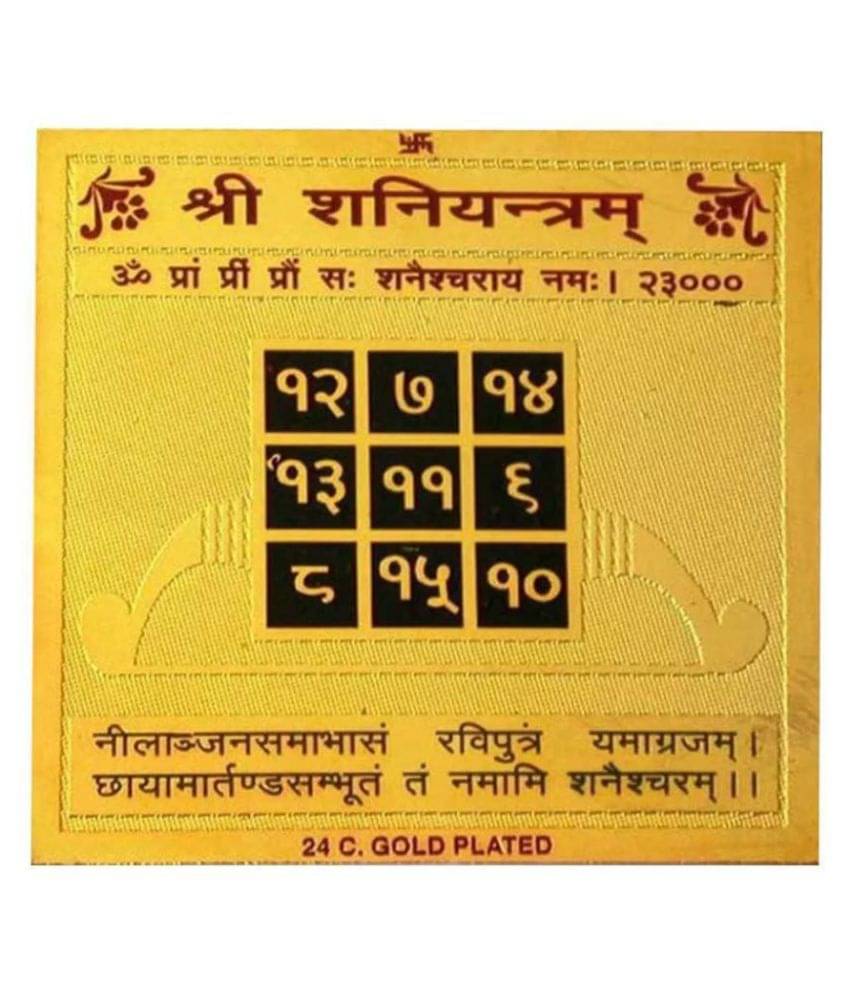 श्री शनियन्त्रम्
ॐ प्रां प्रीं प्रौं सः शनैश्चराय नमः। २३०००
१२ ७ १४
१३ ११ ६
८ १५ १०
नीलाञ्जनसमाभासं रविपुत्रं यमाग्रजम्।
छायामार्तण्डसम्भूतं तं नमामि शनैश्चरम्।।
24 C. GOLD PLATED